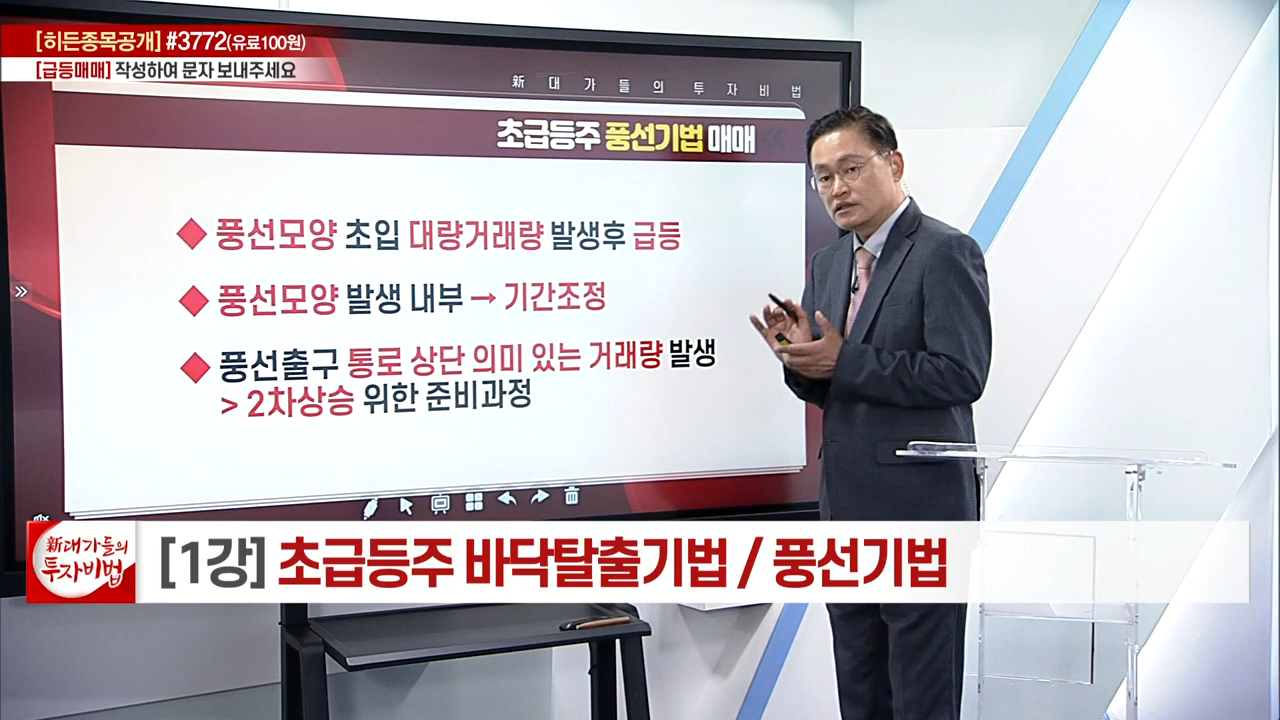 [히든종목공개] #3772(유료100원)
[급등매매] 작성하여 문자 보내주세요
新 대 가 들 의 투 자 비 법
초급등주 풍선기법 매매
풍선모양 초입 대량거래량 발생후 급등
풍선모양 발생 내부 → 기간조정
풍선출구 통로 상단 의미 있는 거래량 발생
> 2차상승 위한 준비과정
新대가들의
투자비법
[1강] 초급등주 바닥탈출기법 / 풍선기법